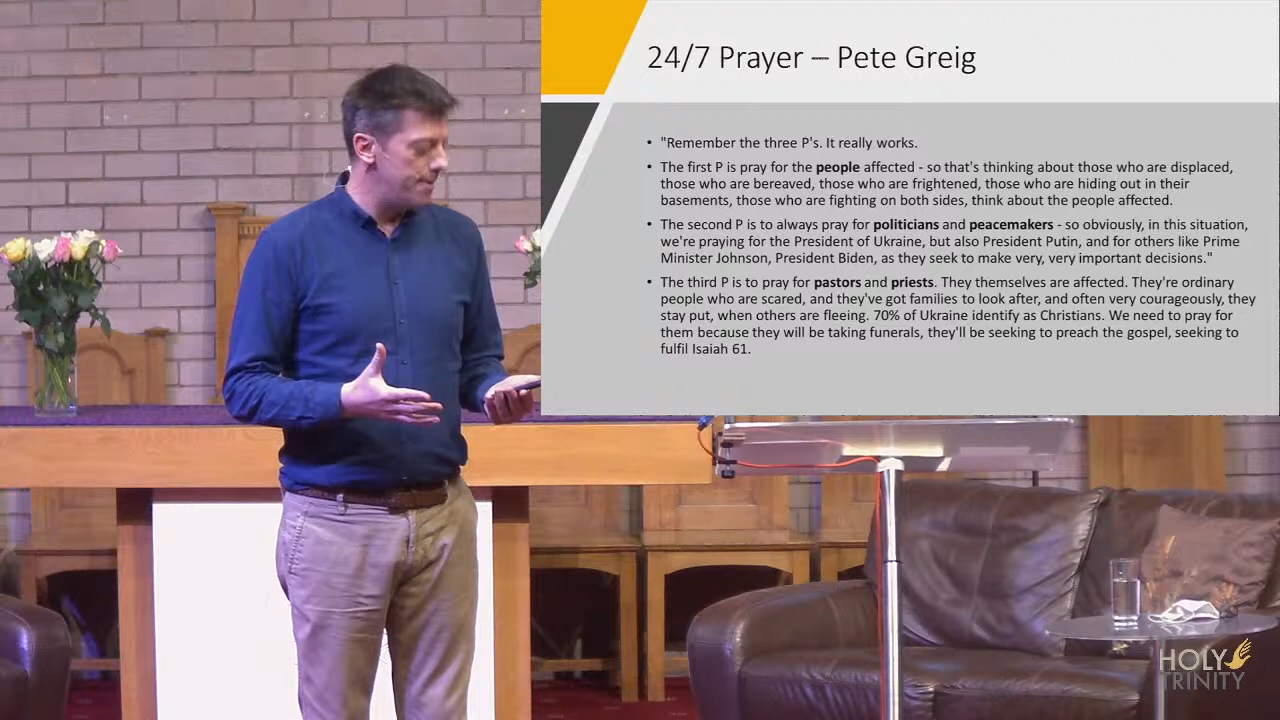 24/7 Prayer – Pete Greig
• "Remember the three P's. It really works.
• The first P is pray for the people affected - so that's thinking about those who are displaced,
those who are bereaved, those who are frightened, those who are hiding out in their
basements, those who are fighting on both sides, think about the people affected.
• The second P is to always pray for politicians and peacemakers - so obviously, in this situation,
we're praying for the President of Ukraine, but also President Putin, and for others like Prime
Minister Johnson, President Biden, as they seek to make very, very important decisions."
• The third P is to pray for pastors and priests. They themselves are affected. They're ordinary
people who are scared, and they've got families to look after, and often very courageously, they
stay put, when others are fleeing. 70% of Ukraine identify as Christians. We need to pray for
them because they will be taking funerals, they'll be seeking to preach the gospel, seeking to
fulfil Isaiah 61.
HOLY
TRINITY